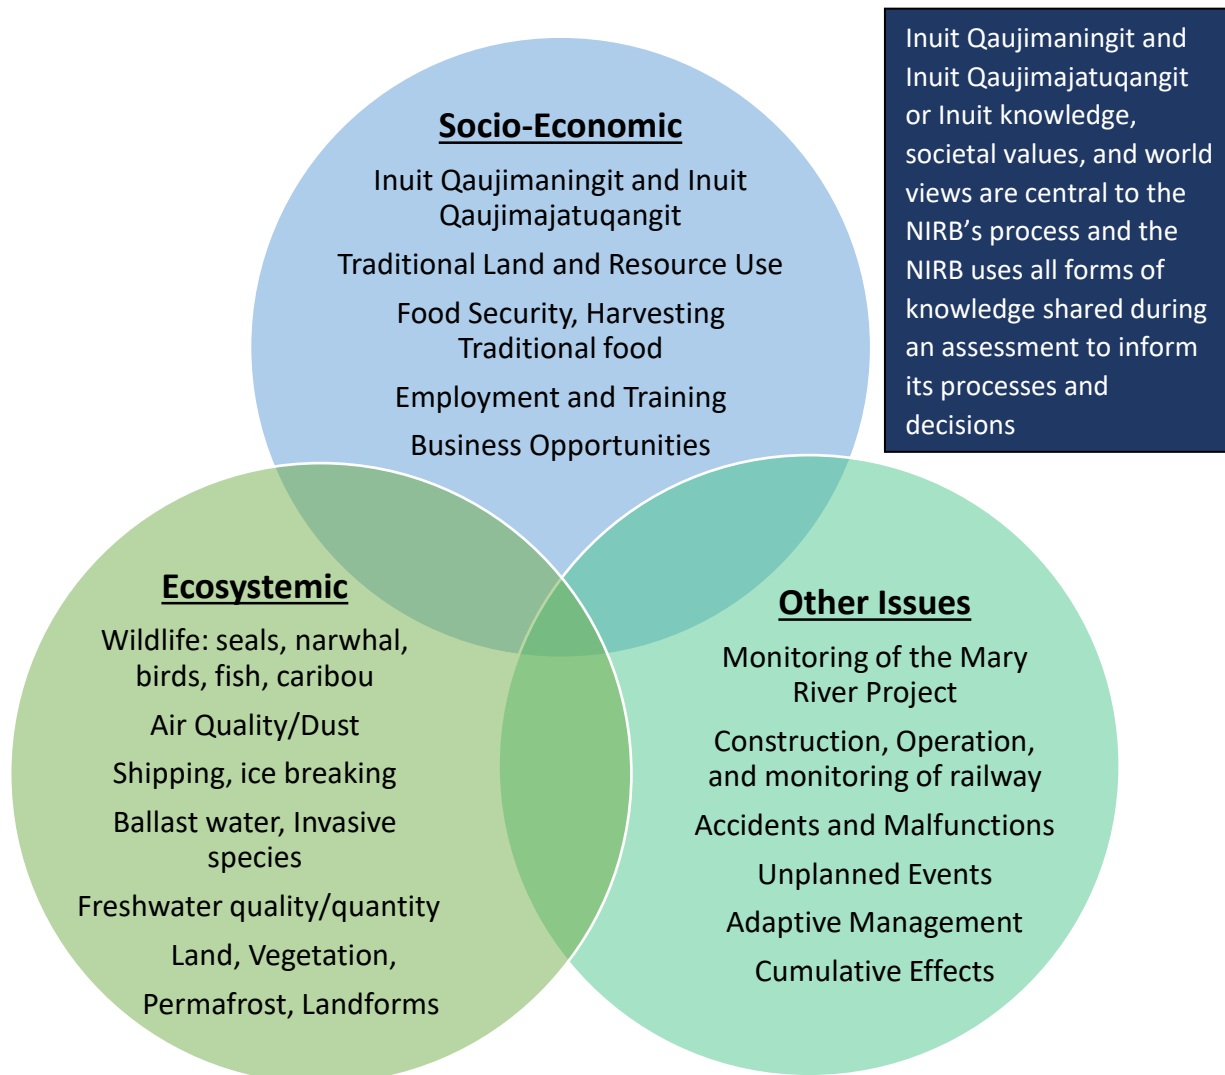 Socio-Economic
Inuit Qaujimaningit and Inuit
Qaujimajatuqangit
Traditional Land and Resource Use
Food Security, Harvesting
Traditional food
Employment and Training
Business Opportunities
Inuit Qaujimaningit and
Inuit Qaujimajatuqangit
or Inuit knowledge,
societal values, and world
views are central to the
NIRB’s process and the
NIRB uses all forms of
knowledge shared during
an assessment to inform
its processes and
decisions
Ecosystemic
Wildlife: seals, narwhal,
birds, fish, caribou
Air Quality/Dust
Shipping, ice breaking
Ballast water, Invasive
species
Freshwater quality/quantity
Land, Vegetation,
Permafrost, Landforms
Other Issues
Monitoring of the Mary
River Project
Construction, Operation,
and monitoring of railway
Accidents and Malfunctions
Unplanned Events
Adaptive Management
Cumulative Effects